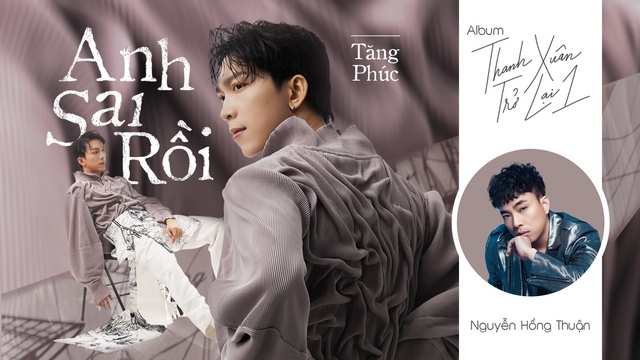 Anh
Sai
Rồi
Tăng
Phúc
Album
Thanh Xuân
Trở Lại 1
Nguyễn Hồng Thuận